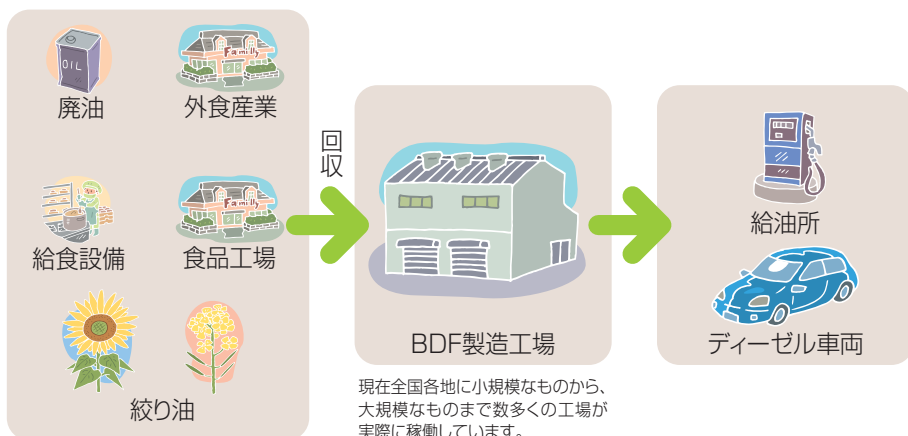 OIL
廃油
Family
外食産業
給食設備
Family
食品工場
絞り油
回収
BDF製造工場
現在全国各地に小規模なものから、
大規模なものまで数多くの工場が
実際に稼働しています。
給油所
ディーゼル車両